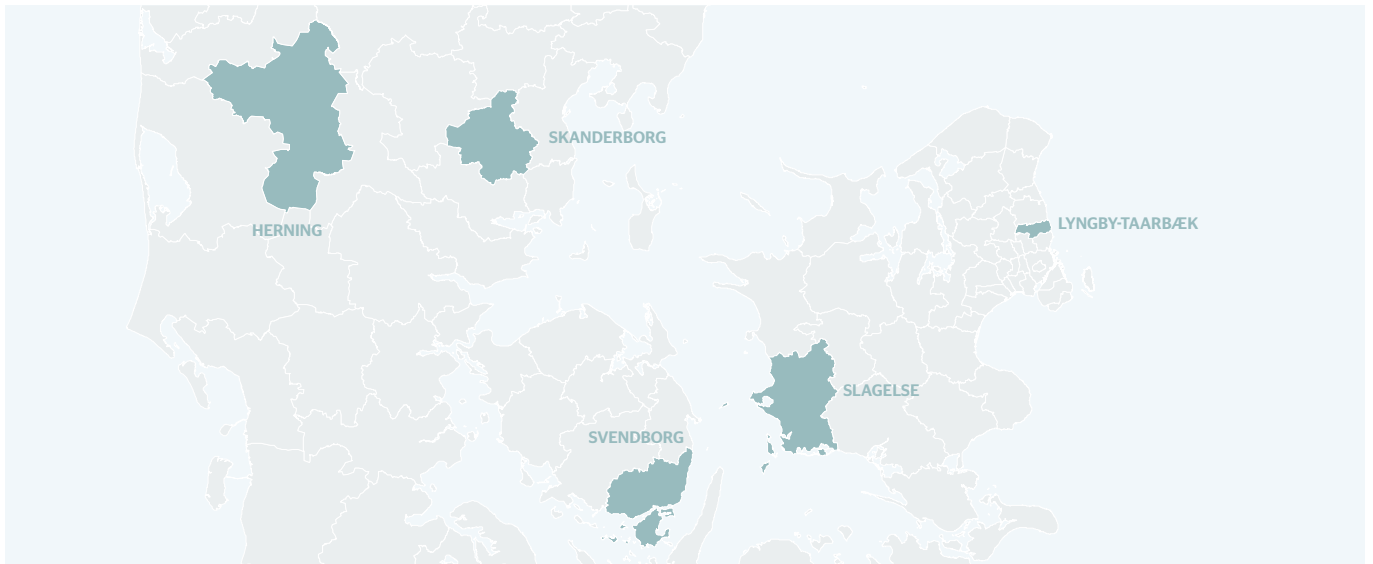 SKANDERBORG
HERNING
LYNGBY-TAARBÆK
SLAGELSE
SVENDBORG